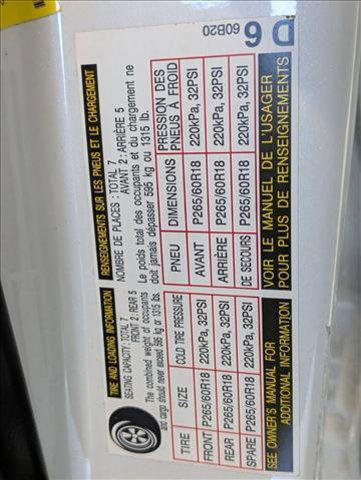 TIRE AND LOADING INFORMATION
SEATING CAPACITY: TOTAL 7
FRONT 2: REAR 5
The combined weight of occupants
and cargo should never exceed 595 kg or 1315 lbs.
TIRE SIZE COLD TIRE PRESSURE
FRONT P265/60R18 220kPa, 32PSI
REAR P265/60R18 220kPa, 32PSI
SPARE P265/60R18 220kPa, 32PSI
SEE OWNER'S MANUAL FOR
ADDITIONAL INFORMATION
RENSEIGNEMENTS SUR LES PNEUS ET LE CHARGEMENT
NOMBRE DE PLACES : TOTAL 7
AVANT 2 : ARRIÈRE 5
Le poids total des occupants et du chargement ne
doit jamais dépasser 595 kg ou 1315 lb.
PNEU DIMENSIONS PRESSION DES
PNEUS À FROID
AVANT P265/60R18 220kPa, 32PSI
ARRIÈRE P265/60R18 220kPa, 32PSI
DE SECOURS P265/60R18 220kPa, 32PSI
VOIR LE MANUEL DE L'USAGER
POUR PLUS DE RENSEIGNEMENTS
60B20
D6